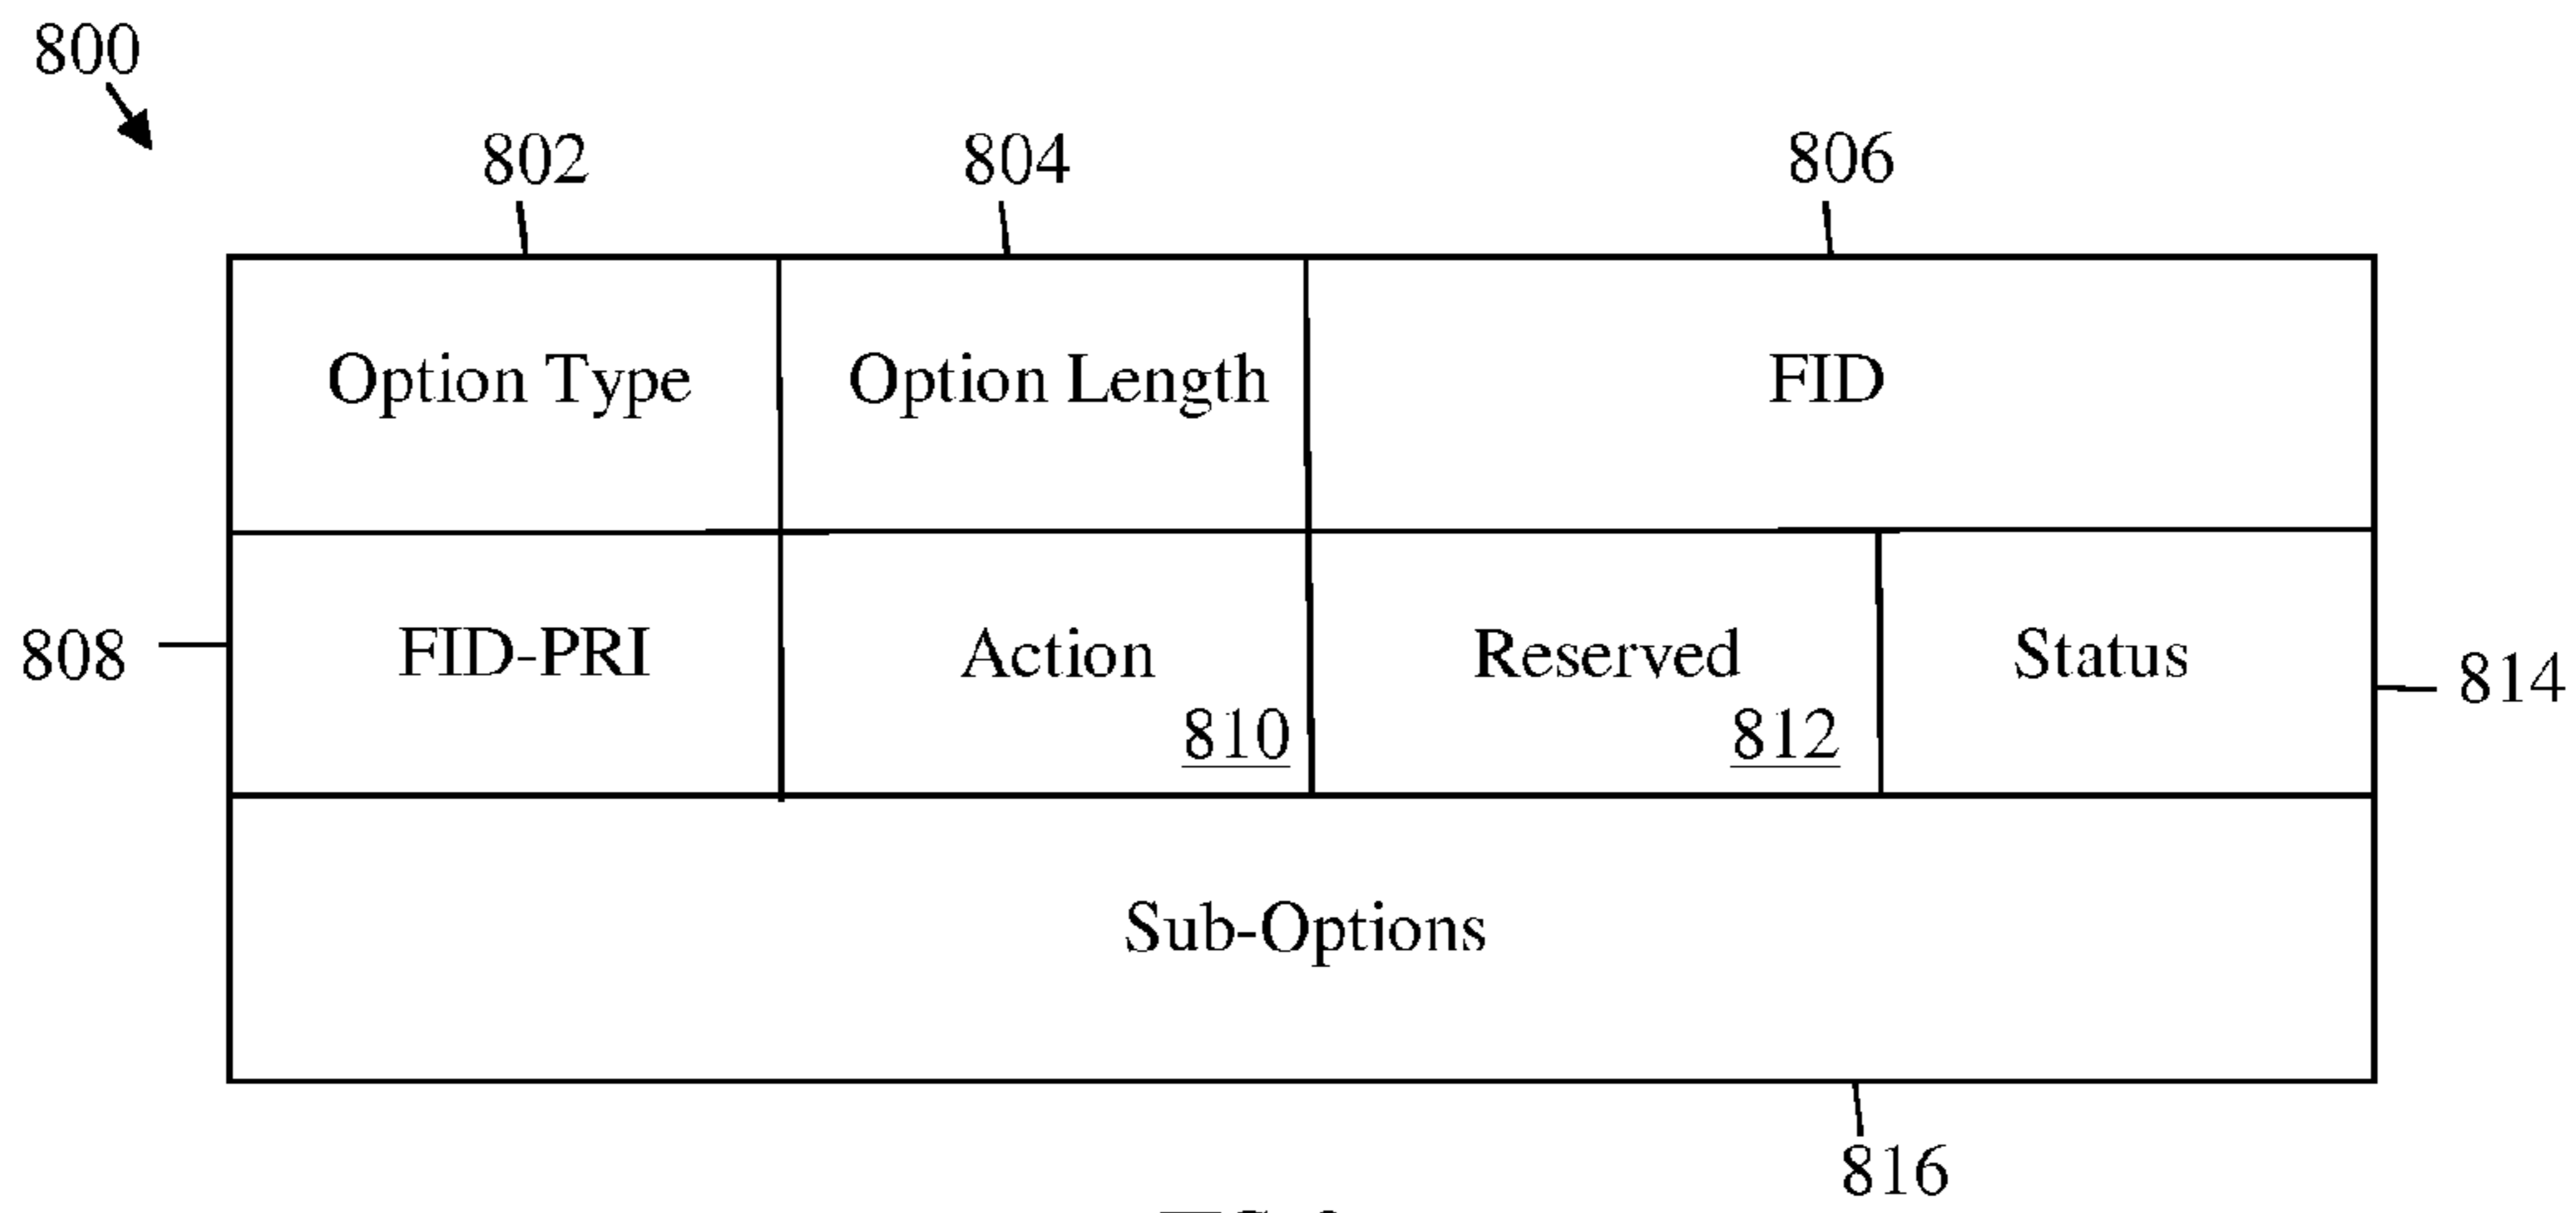 800
802 804 806
Option Type Option Length FID
808 FID-PRI Action Reserved Status 814
810 812
Sub-Options
816